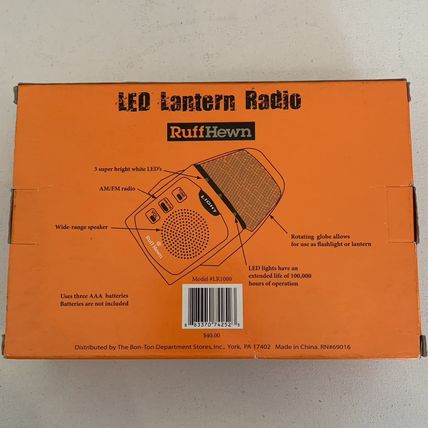 LED Lantern Radio
RuffHewn
3 super bright white LED's
AM/FM radio
LIGHT
Wide-range speaker
RuffHewn
Rotating globe allows
for use as flashlight or lantern
LED lights have an
extended life of 100,000
hours of operation
Model #LR1000
Uses three AAA batteries
Batteries are not included
$40.00
Distributed by The Bon-Ton Department Stores, Inc., York, PA 17402 Made in China. RN#69016